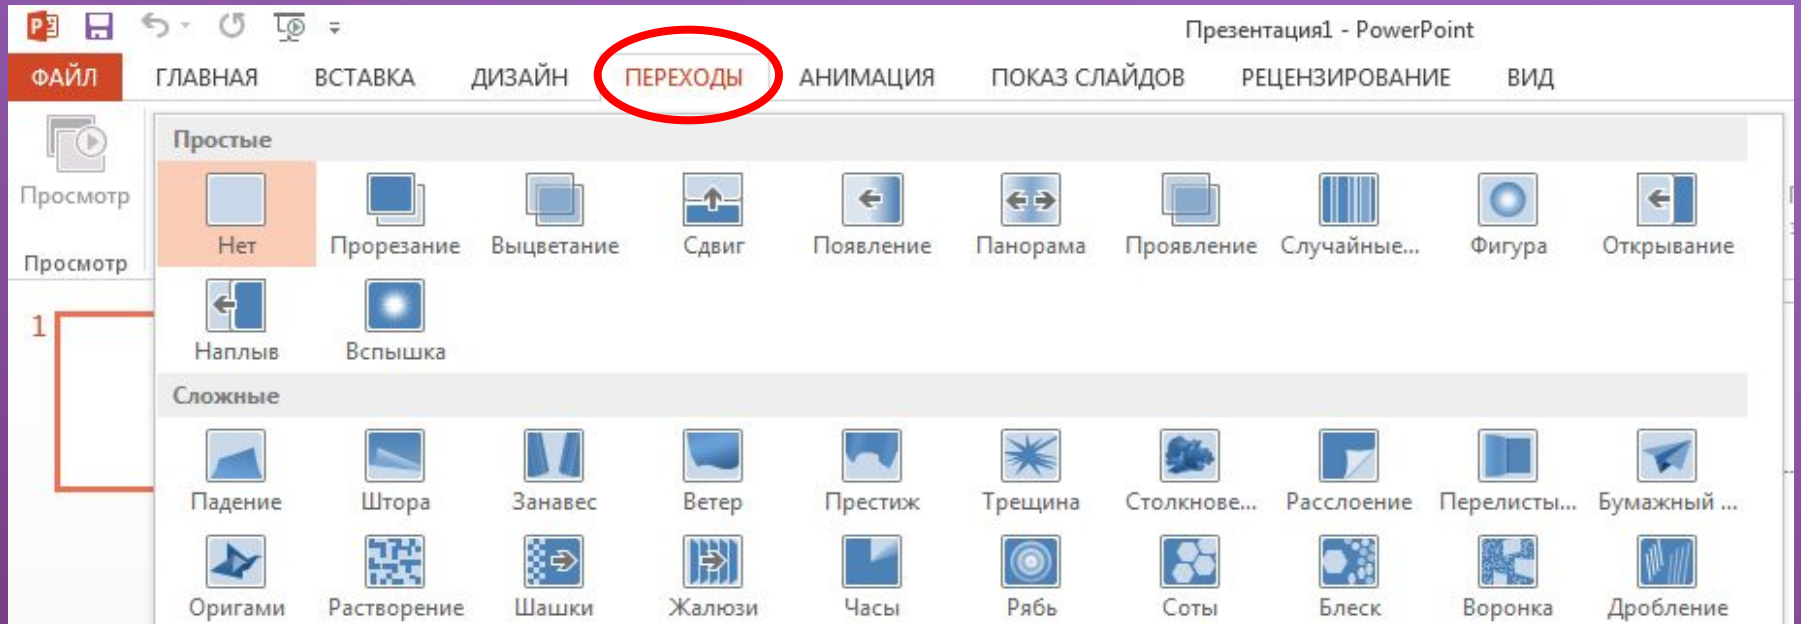 Презентация1 - PowerPoint
ФАЙЛ ГЛАВНАЯ ВСТАВКА ДИЗАЙН ПЕРЕХОДЫ АНИМАЦИЯ ПОКАЗ СЛАЙДОВ РЕЦЕНЗИРОВАНИЕ ВИД
Просмотр
Просмотр
Простые
Нет Прорезание Выцветание Сдвиг Появление Панорама Проявление Случайные... Фигура Открывание
Наплыв Вспышка
1
Сложные
Падение Штора Занавес Ветер Престиж Трещина Столкнове... Расслоение Перелисты... Бумажный ...
Оригами Растворение Шашки Жалюзи Часы Рябь Соты Блеск Воронка Дробление